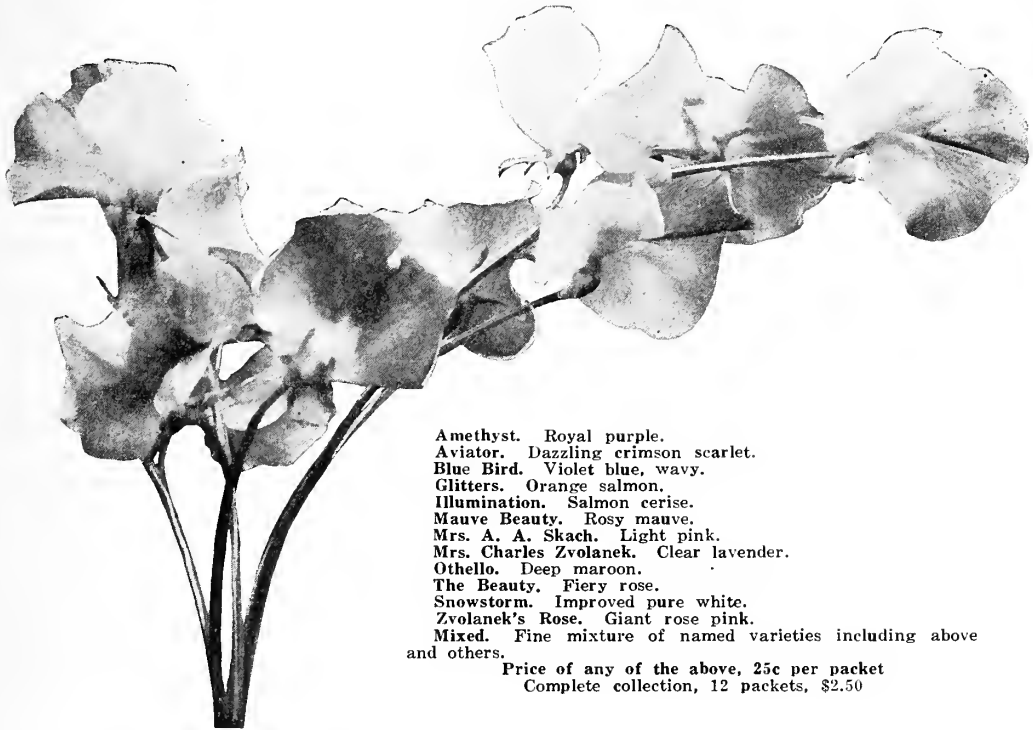 Amethyst. Royal purple.
Aviator. Dazzling crimson scarlet.
Blue Bird. Violet blue, wavy.
Glitters. Orange salmon.
Illumination. Salmon cerise.
Mauve Beauty. Rosy mauve.
Mrs. A. A. Skach. Light pink.
Mrs. Charles Zvolanek. Clear lavender.
Othello. Deep maroon.
The Beauty. Fiery rose.
Snowstorm. Improved pure white.
Zvolanek's Rose. Giant rose pink.
Mixed. Fine mixture of named varieties including above
and others.
Price of any of the above, 25c per packet
Complete collection, 12 packets, $2.50